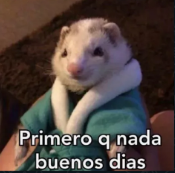 Primero q nada
buenos dias